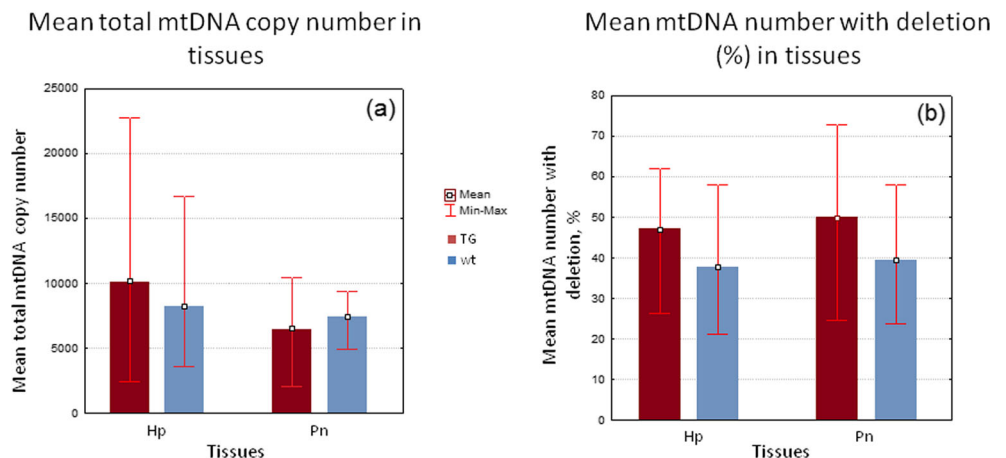 Mean total mtDNA copy number in
tissues
(a)
Mean total mtDNA copy number
25000
20000
15000
10000
5000
0
Hp
Pn
Tissues
Mean
Min-Max
TG
wt
Mean mtDNA number with deletion
(%) in tissues
(b)
Mean mtDNA number with
deletion, %
80
70
60
50
40
30
20
10
0
Hp
Pn
Tissues